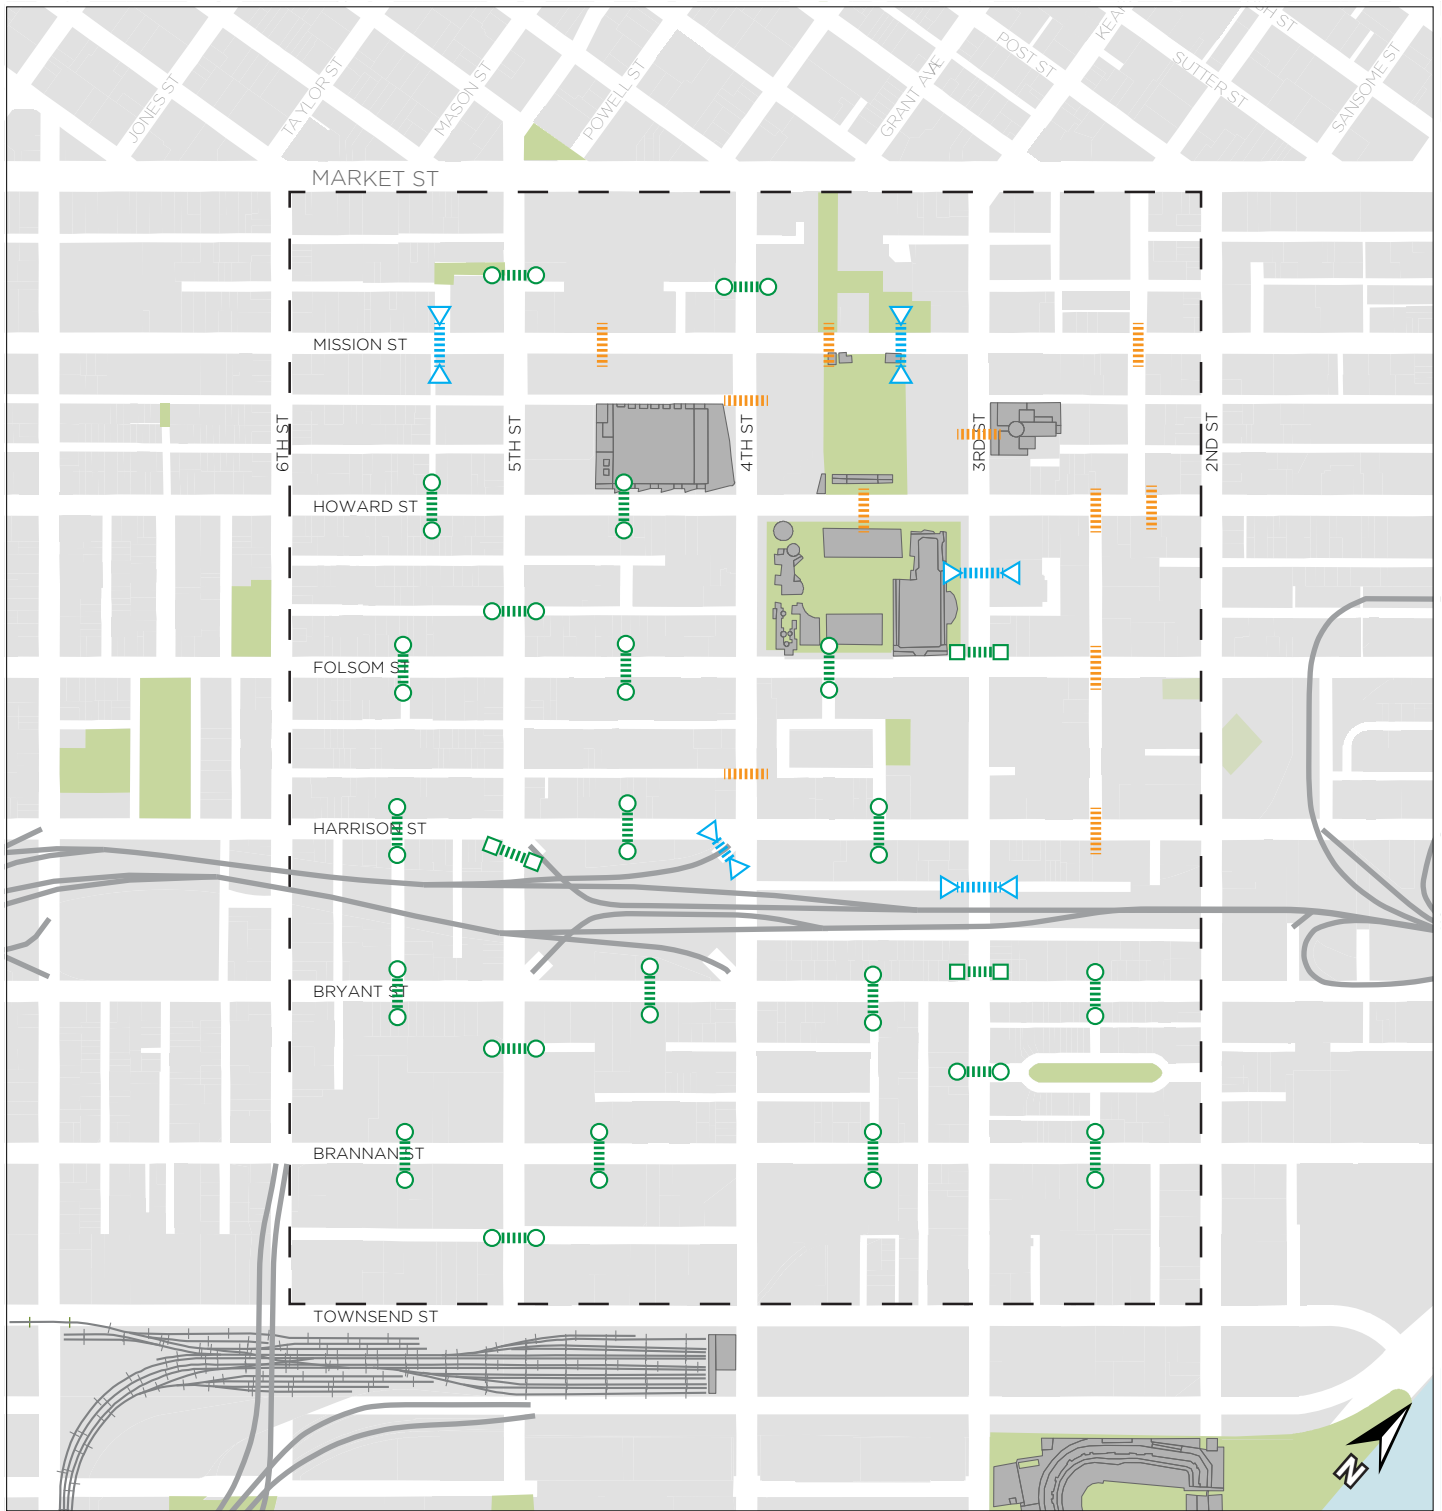 JONES ST
TAYLOR ST
MASON ST
POWELL ST
GRANT AVE
POST ST
SUTTER ST
SANSOME ST
MARKET ST
MISSION ST
6TH ST
5TH ST
4TH ST
3RD ST
2ND ST
HOWARD ST
FOLSOM ST
HARRISON ST
BRYANT ST
BRANNAN ST
TOWNSEND ST
N